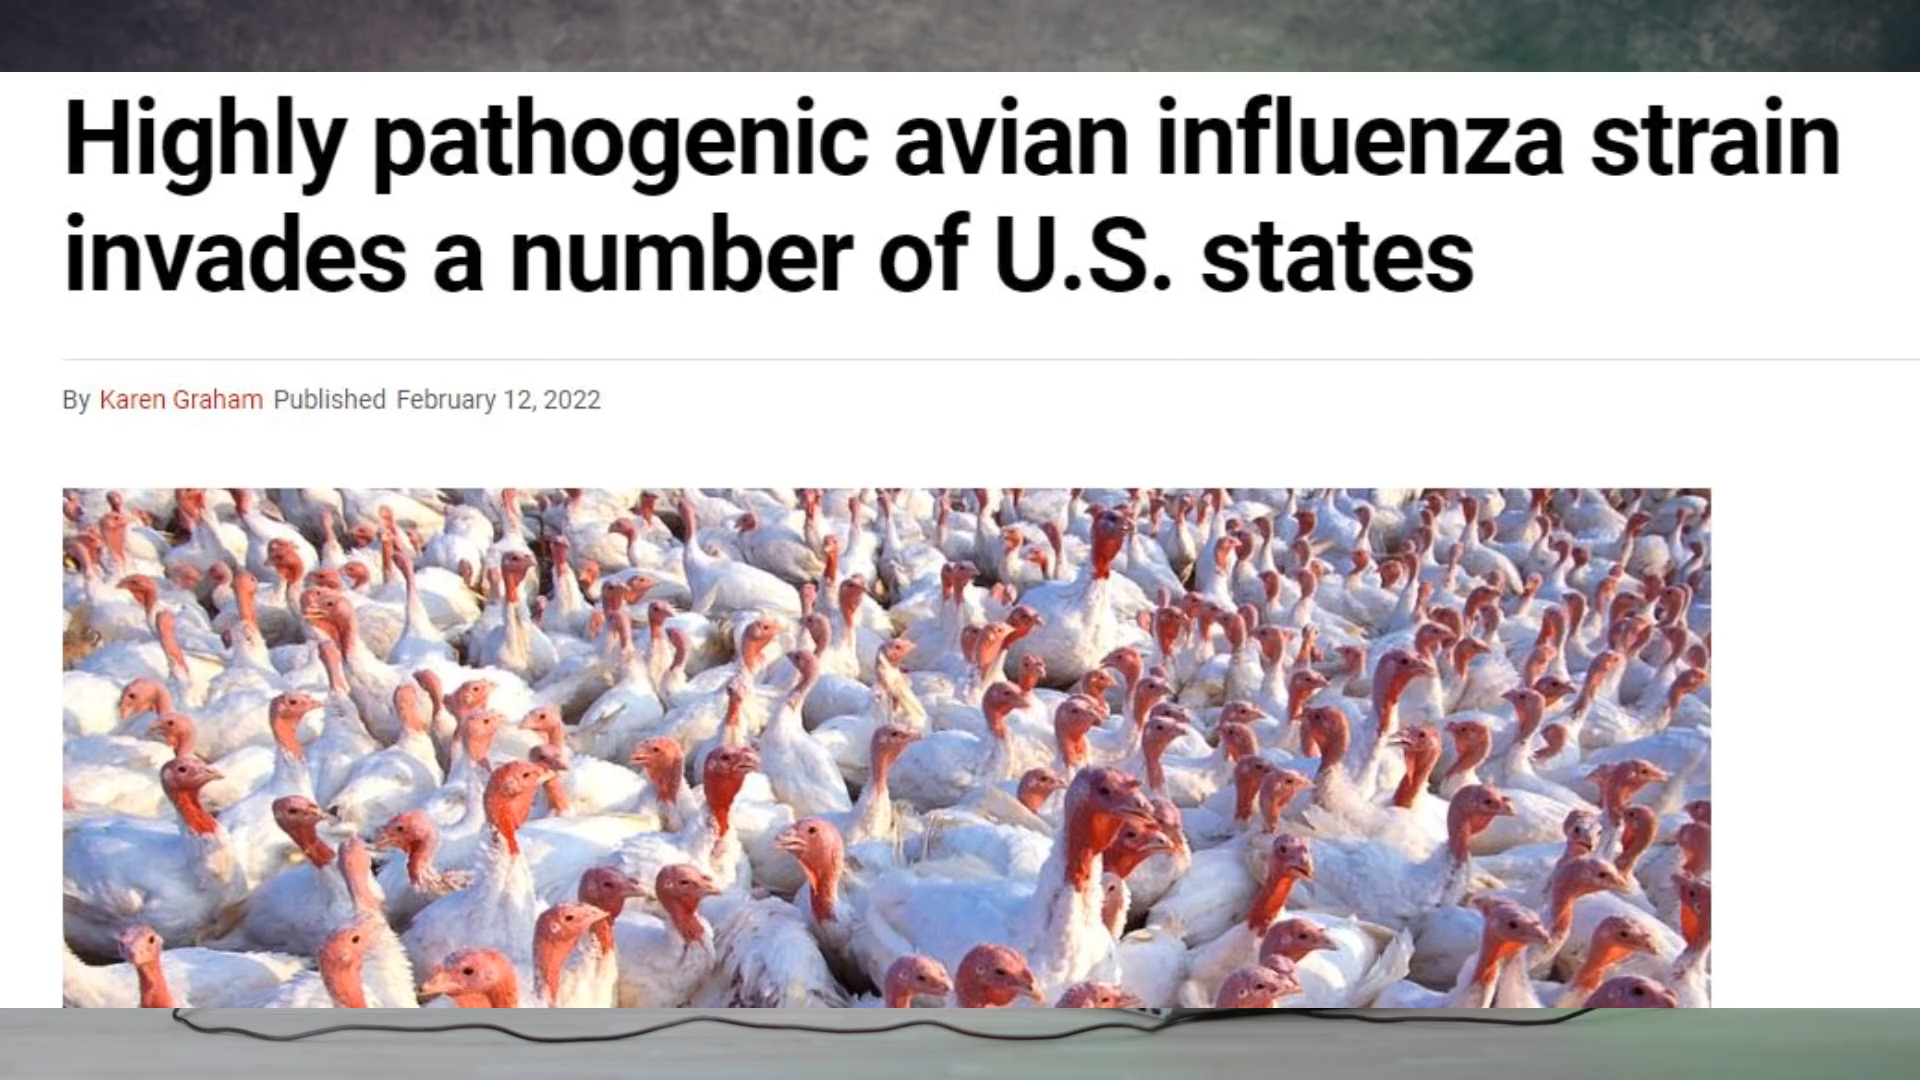 Highly pathogenic avian influenza strain
invades a number of U.S. states
By Karen Graham Published February 12, 2022